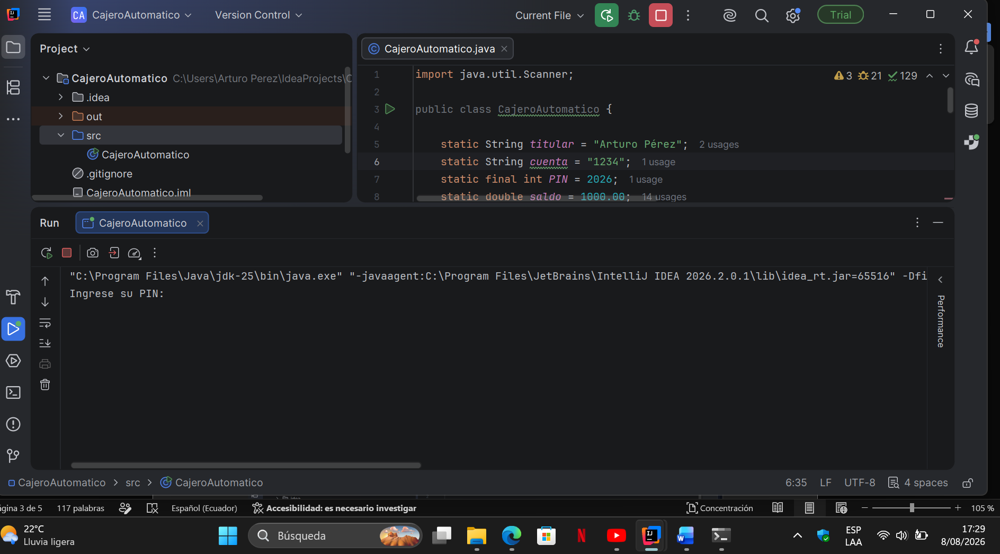 CA CajeroAutomatico Version Control Current File Trial
Project
CajeroAutomatico.java
CajeroAutomatico C:\Users\Arturo Perez\IdeaProjects\C
.idea
out
src
CajeroAutomatico
.gitignore
CajeroAutomatico.iml
3 21 129
1 import java.util.Scanner;
2
3 public class CajeroAutomatico {
4
5 static String titular = "Arturo Pérez"; 2 usages
6 static String cuenta = "1234"; 1 usage
7 static final int PIN = 2026; 1 usage
8 static double saldo = 1000.00; 14 usages
Run CajeroAutomatico
"C:\Program Files\Java\jdk-25\bin\java.exe" "-javaagent:C:\Program Files\JetBrains\IntelliJ IDEA 2026.2.0.1\lib\idea_rt.jar=65516" -Dfi
Ingrese su PIN:
Performance
CajeroAutomatico > src > CajeroAutomatico 6:35 LF UTF-8 4 spaces
ágina 3 de 5 117 palabras Español (Ecuador) Accesibilidad: es necesario investigar Concentración 105 %
22°C
Lluvia ligera
Búsqueda
ESP
LAA
17:29
8/08/2026